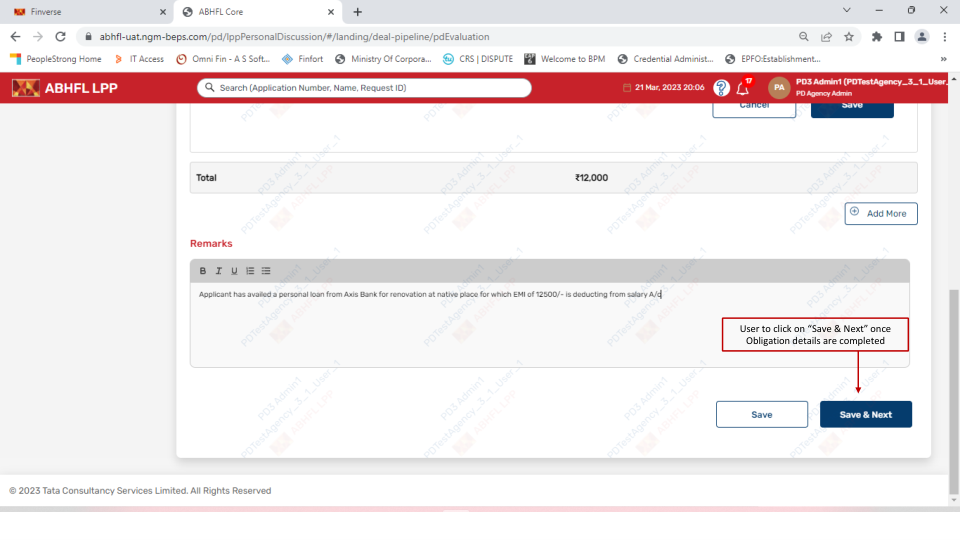 Finverse
ABHFL Core
abhfl-uat.ngm-beps.com/pd/lppPersonalDiscussion/#/landing/deal-pipeline/pdEvaluation
PeopleStrong Home
IT Access
Omni Fin - A S Soft...
Finfort
Ministry Of Corpora...
CRS | DISPUTE
Welcome to BPM
Credential Administ...
EPFO:Establishment...
ABHFL LPP
Search (Application Number, Name, Request ID)
21 Mar, 2023 20:06
17
PA
PD3 Admin1 (PDTestAgency_3_1_User_
PD Agency Admin
Cancel
Save
Total
₹12,000
Add More
Remarks
B I U
Applicant has availed a personal loan from Axis Bank for renovation at native place for which EMI of 12500/- is deducting from salary A/c
User to click on "Save & Next" once
Obligation details are completed
Save
Save & Next
© 2023 Tata Consultancy Services Limited. All Rights Reserved